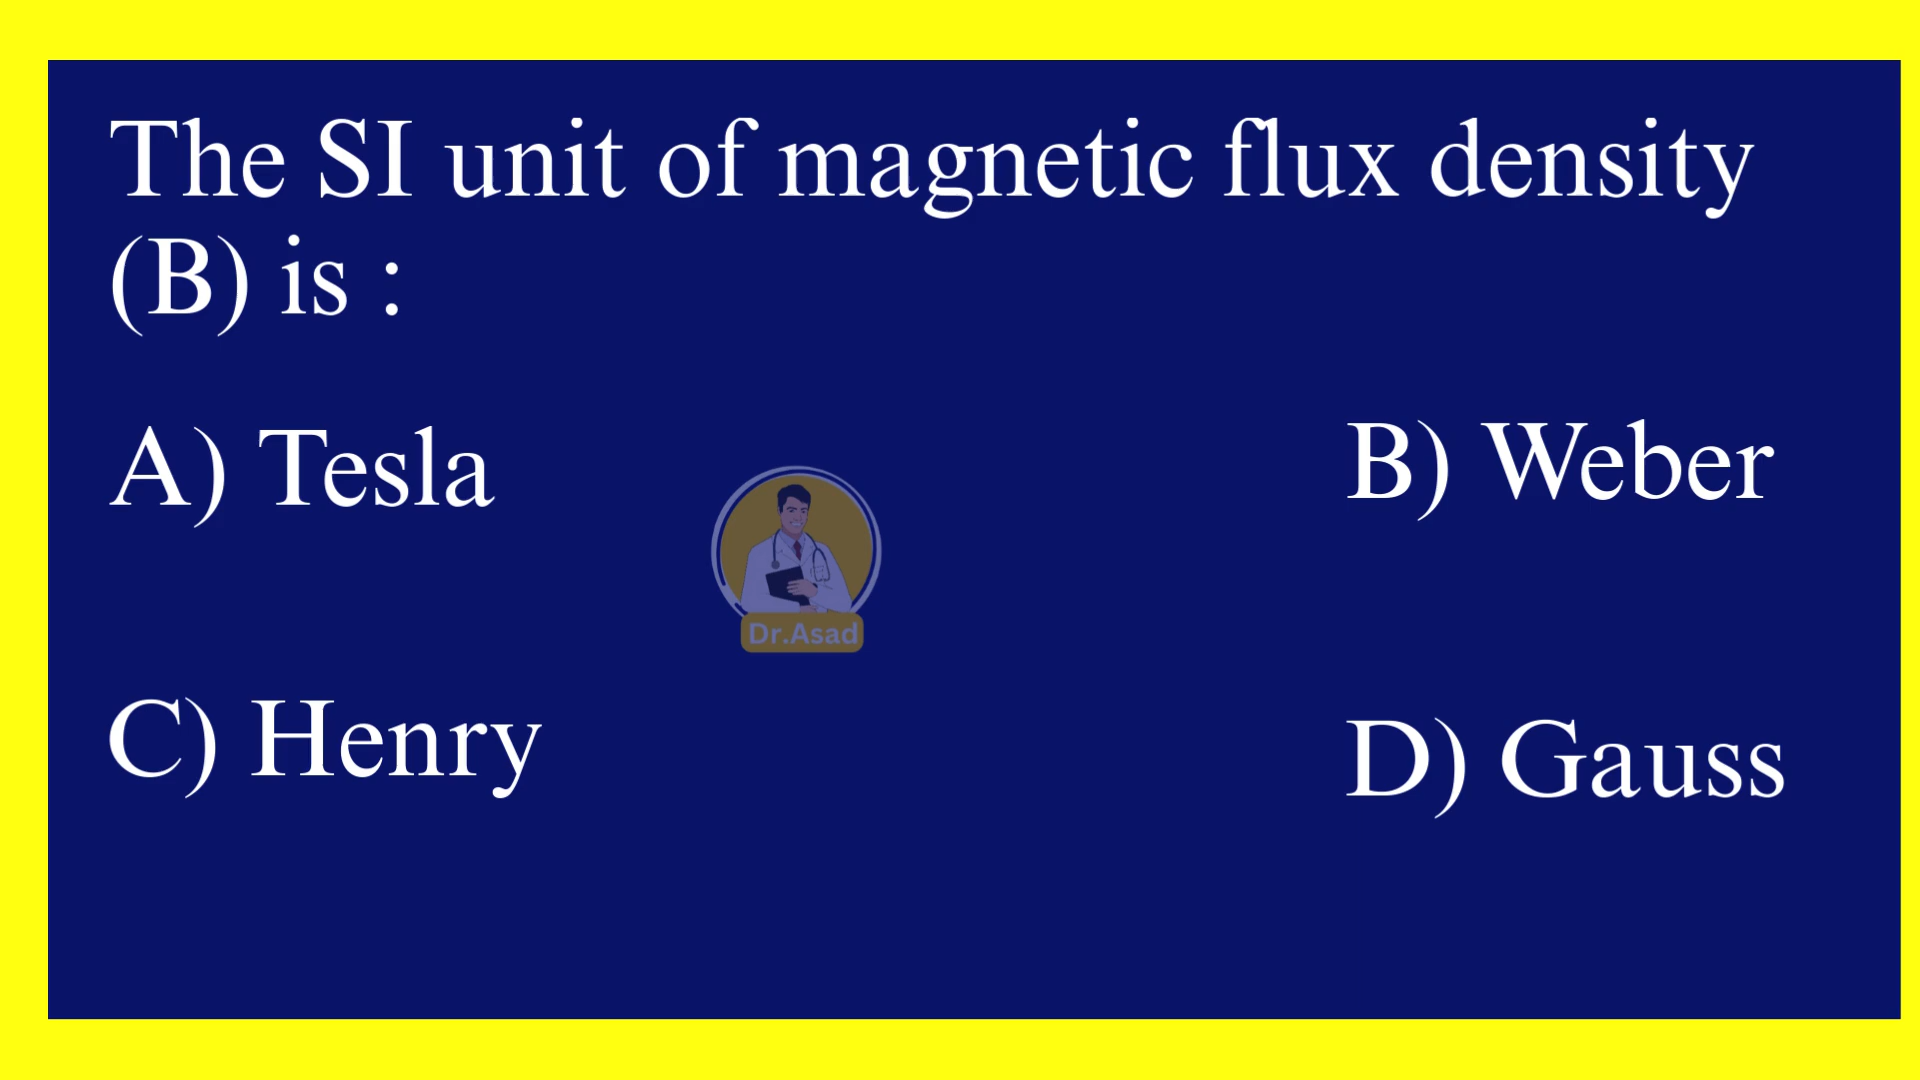 The SI unit of magnetic flux density
(B) is :
A) Tesla
B) Weber
Dr.Asad
C) Henry
D) Gauss